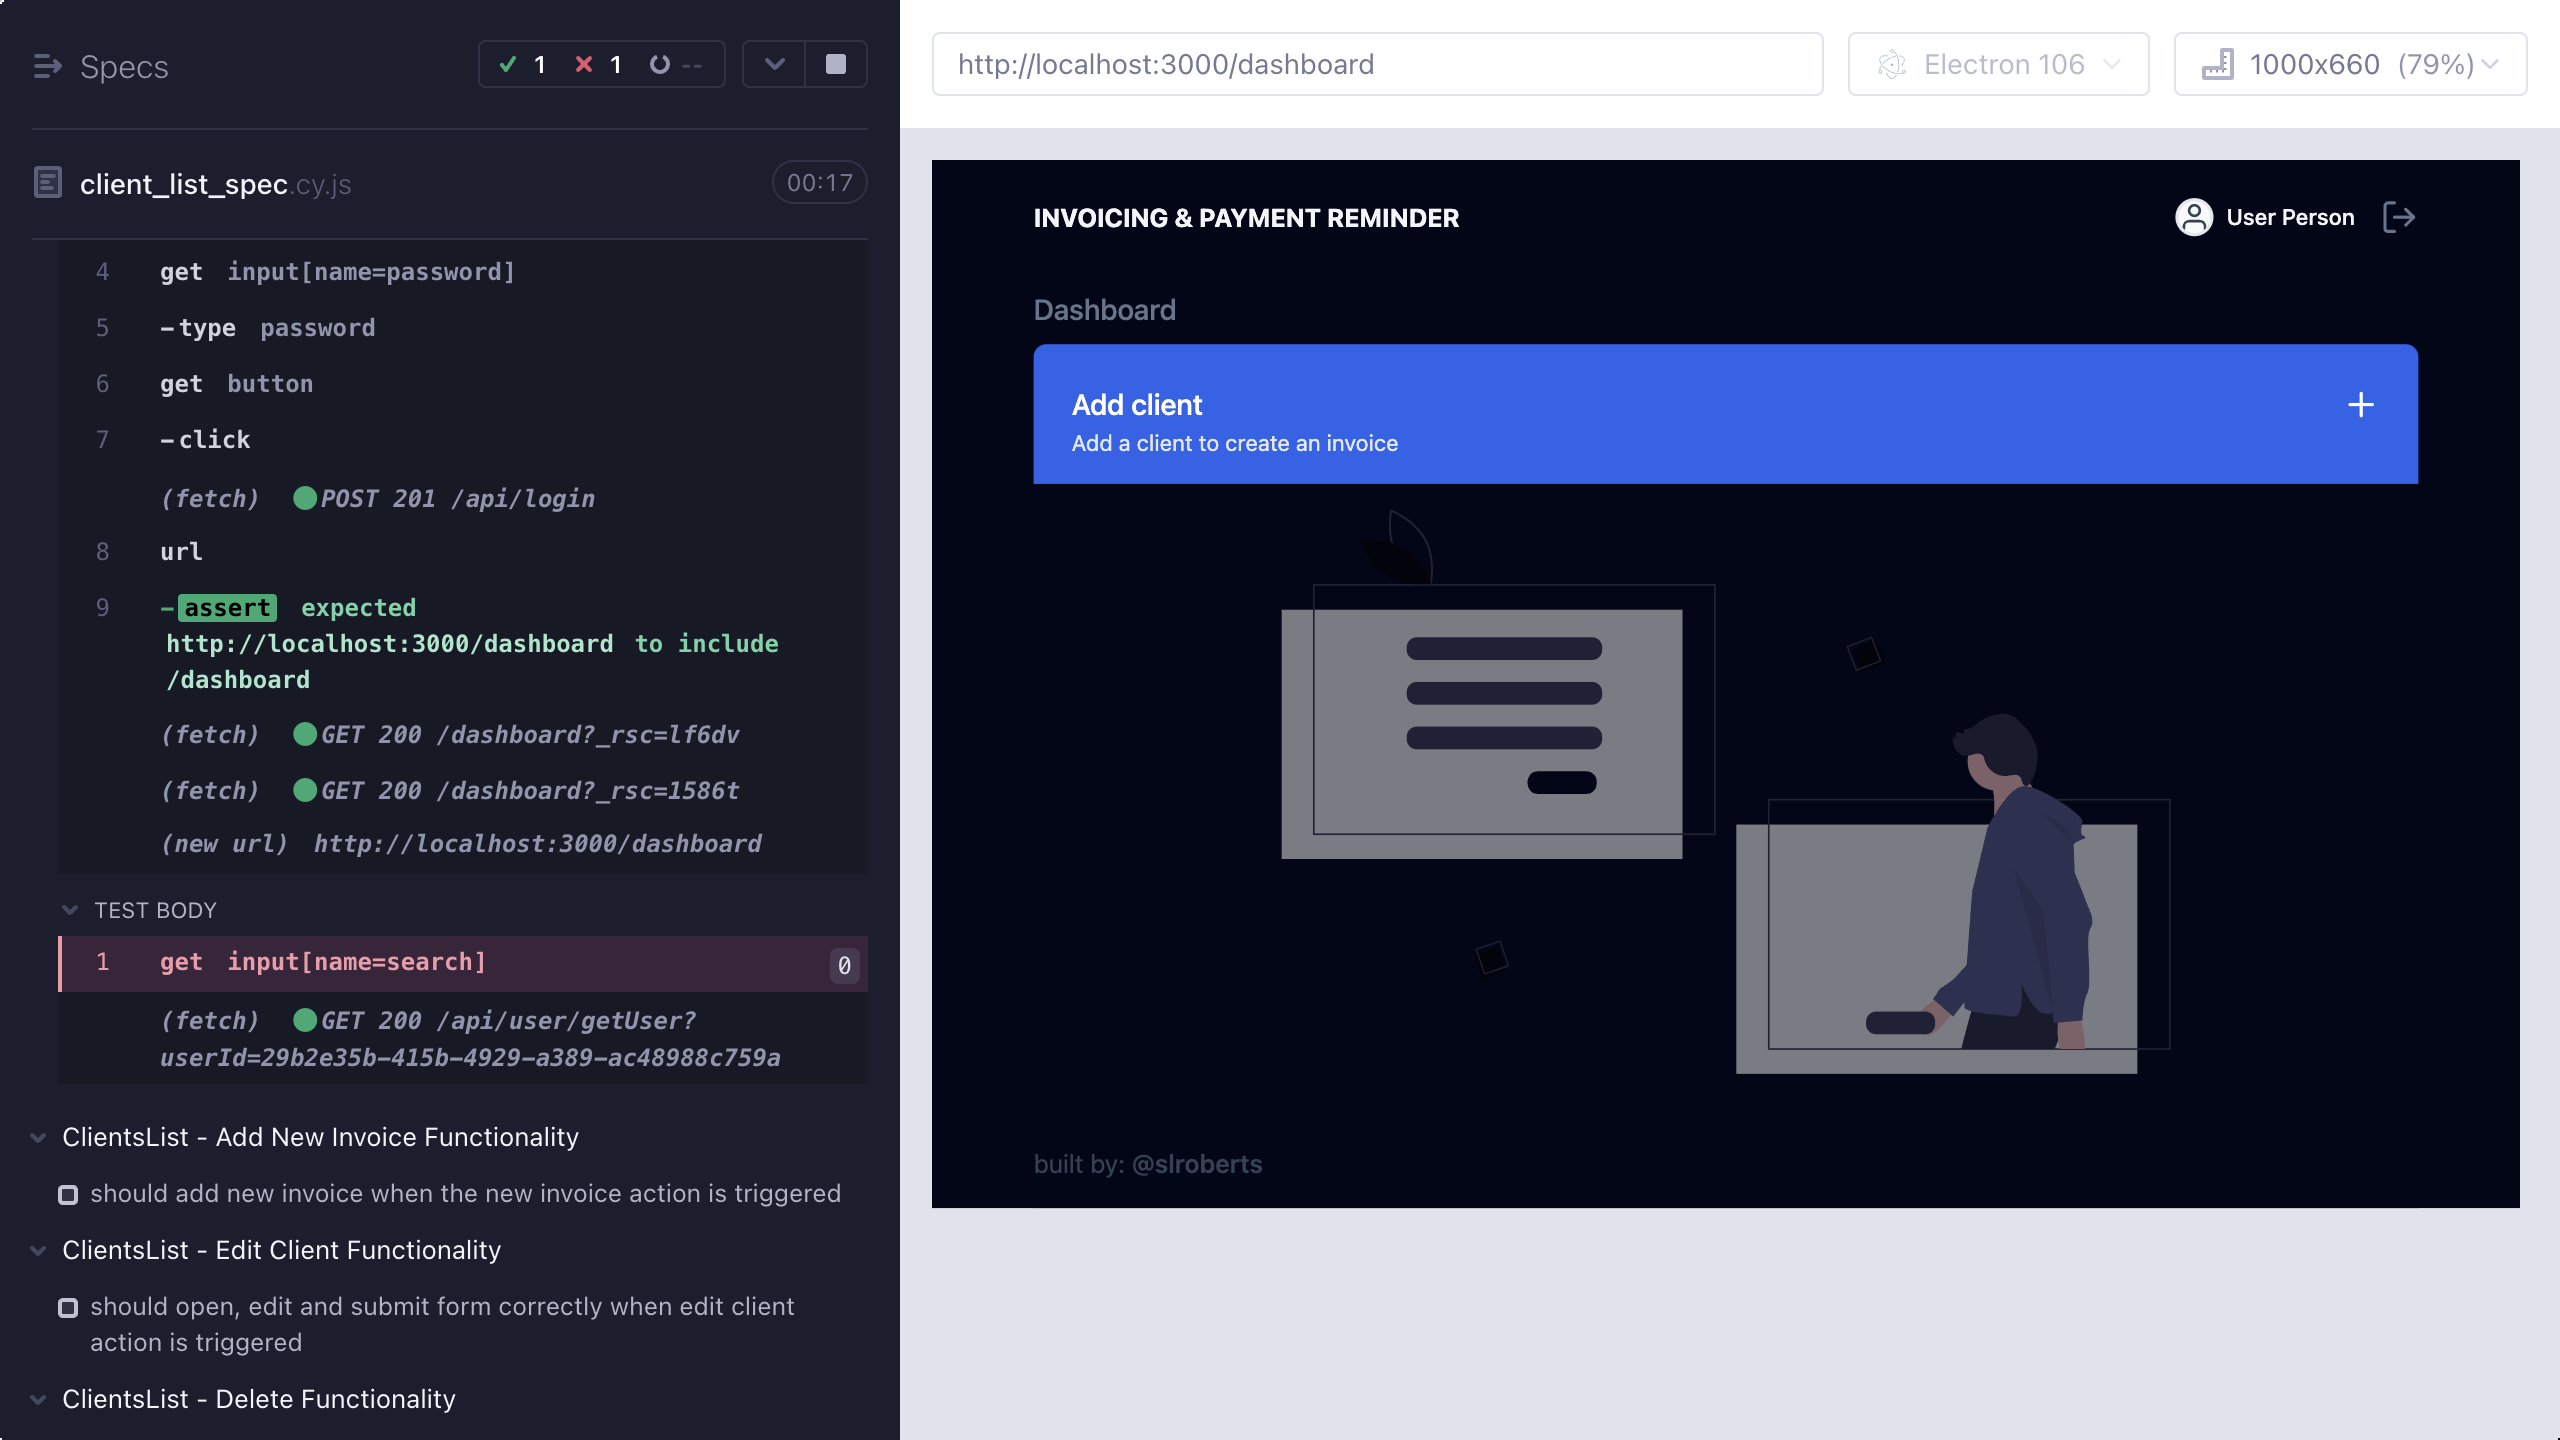 Specs
1 1 --
client_list_spec.cy.js 00:17
4 get input[name=password]
5 -type password
6 get button
7 -click
(fetch) POST 201 /api/login
8 url
9 -assert expected
http://localhost:3000/dashboard to include
/dashboard
(fetch) GET 200 /dashboard?_rsc=lf6dv
(fetch) GET 200 /dashboard?_rsc=1586t
(new url) http://localhost:3000/dashboard
TEST BODY
1 get input[name=search] 0
(fetch) GET 200 /api/user/getUser?
userId=29b2e35b-415b-4929-a389-ac48988c759a
ClientsList - Add New Invoice Functionality
should add new invoice when the new invoice action is triggered
ClientsList - Edit Client Functionality
should open, edit and submit form correctly when edit client
action is triggered
ClientsList - Delete Functionality
http://localhost:3000/dashboard
Electron 106
1000x660 (79%)
INVOICING & PAYMENT REMINDER
User Person
Dashboard
Add client
Add a client to create an invoice
built by: @slroberts